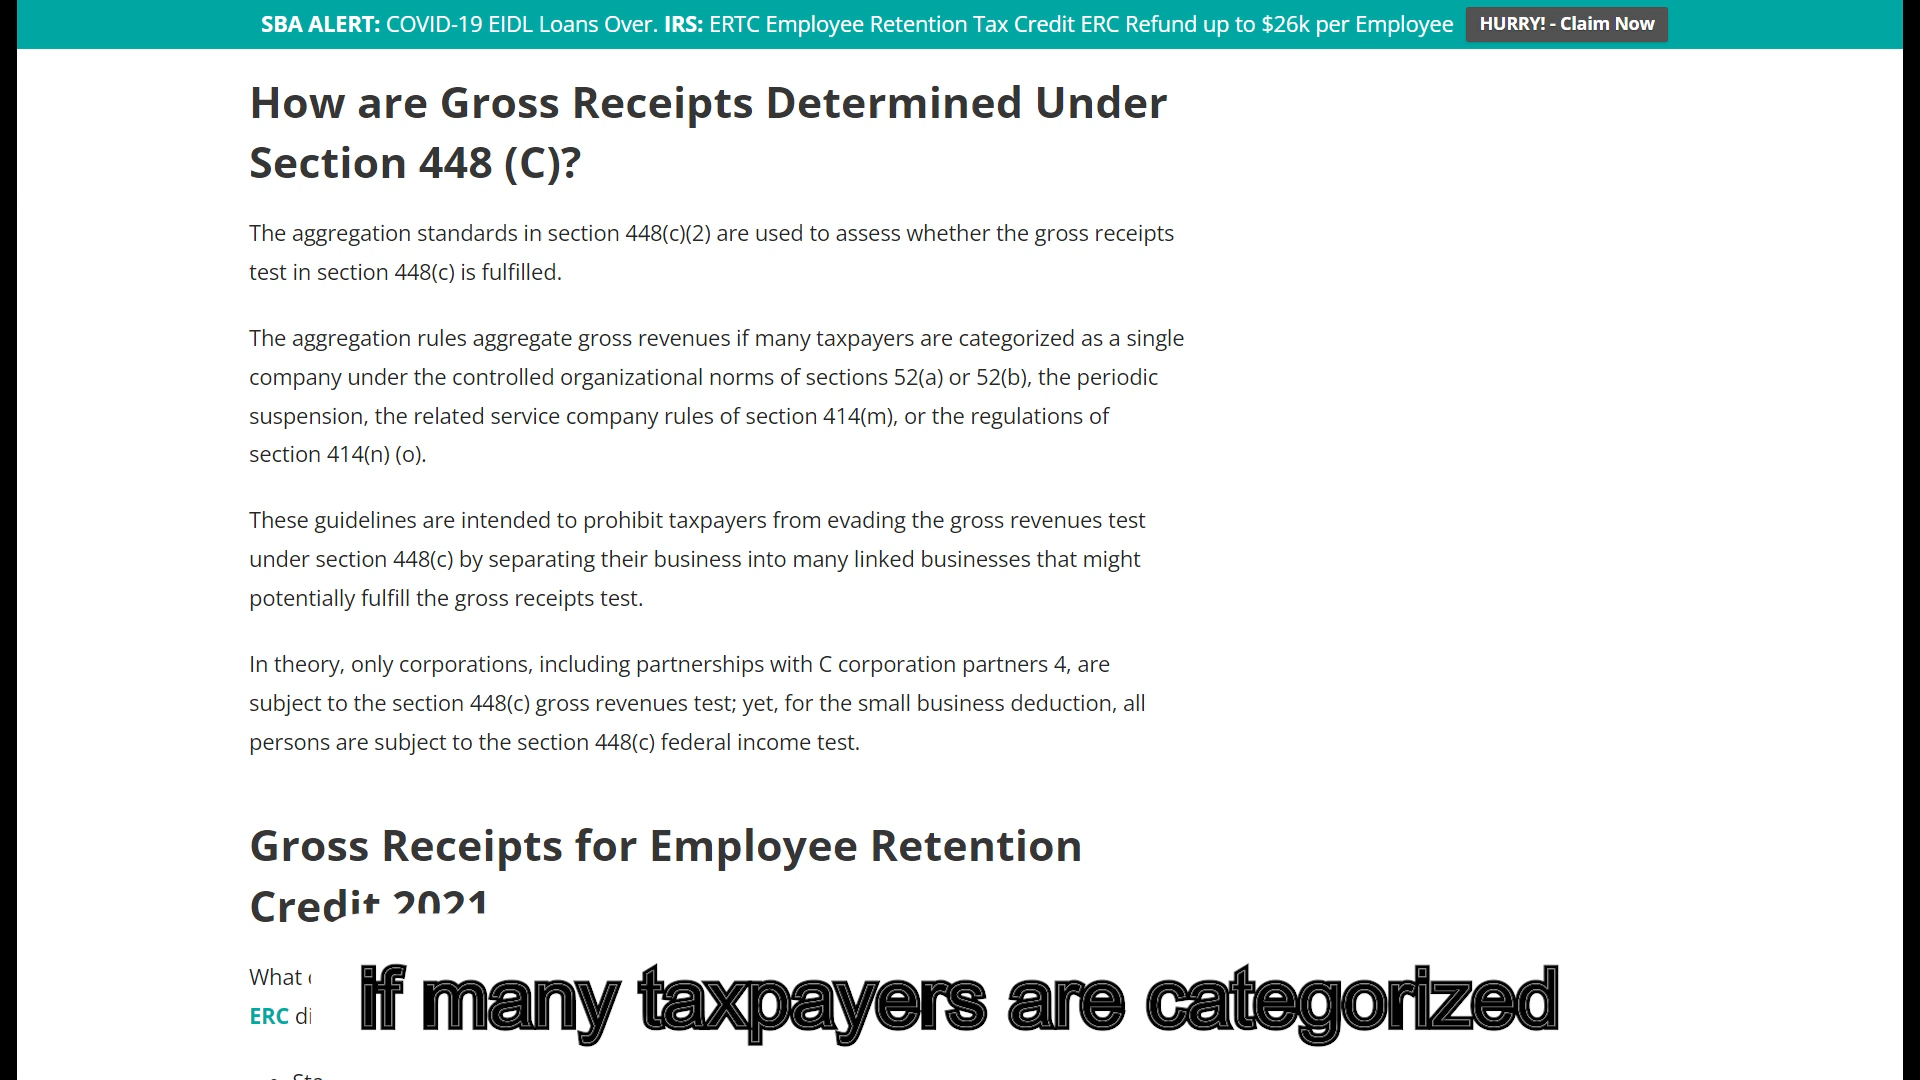 SBA ALERT: COVID-19 EIDL Loans Over. IRS: ERTC Employee Retention Tax Credit ERC Refund up to $26k per Employee HURRY! - Claim Now
How are Gross Receipts Determined Under
Section 448 (C)?
The aggregation standards in section 448(c)(2) are used to assess whether the gross receipts
test in section 448(c) is fulfilled.
The aggregation rules aggregate gross revenues if many taxpayers are categorized as a single
company under the controlled organizational norms of sections 52(a) or 52(b), the periodic
suspension, the related service company rules of section 414(m), or the regulations of
section 414(n) (o).
These guidelines are intended to prohibit taxpayers from evading the gross revenues test
under section 448(c) by separating their business into many linked businesses that might
potentially fulfill the gross receipts test.
In theory, only corporations, including partnerships with C corporation partners 4, are
subject to the section 448(c) gross revenues test; yet, for the small business deduction, all
persons are subject to the section 448(c) federal income test.
Gross Receipts for Employee Retention
Credit 2021
What
ERC di
if many taxpayers are categorized